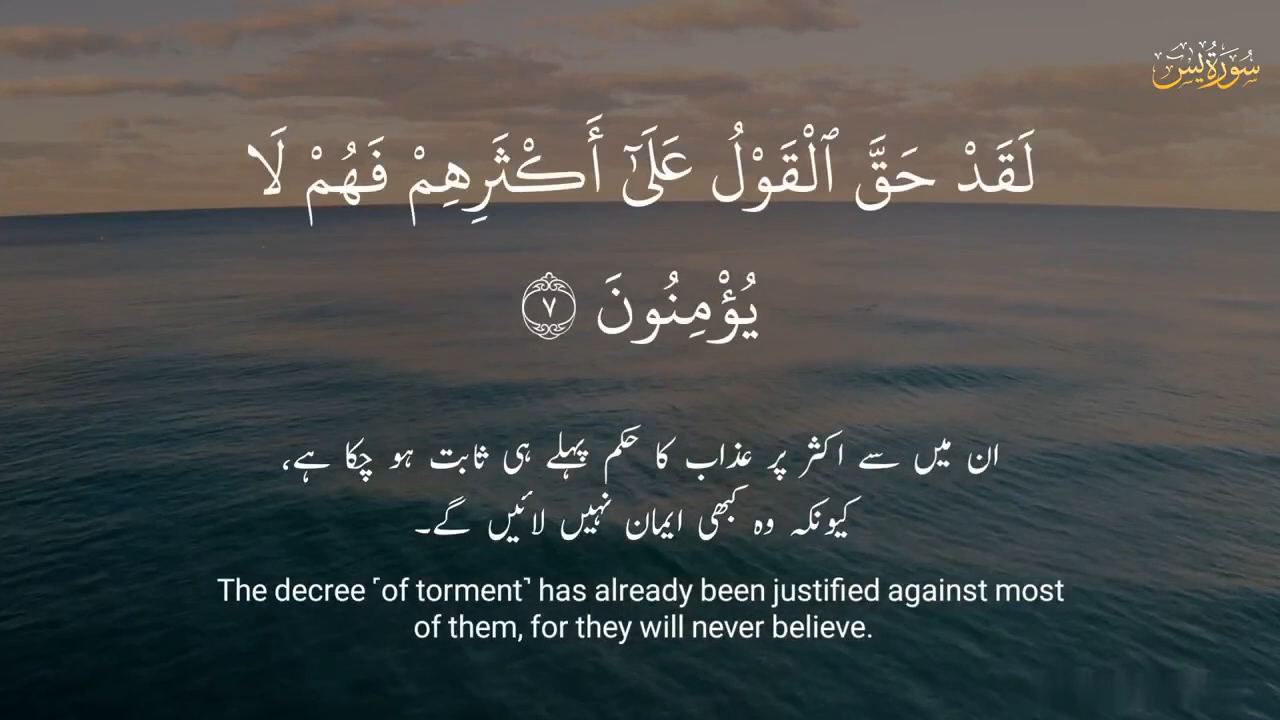 سُورَةُ يس
لَقَدْ حَقَّ ٱلْقَوْلُ عَلَىٰٓ أَكْثَرِهِمْ فَهُمْ لَا
يُؤْمِنُونَ ٧
ان میں سے اکثر پر عذاب کا حکم پہلے ہی ثابت ہو چکا ہے،
کیونکہ وہ کبھی ایمان نہیں لائیں گے۔
The decree ˹of torment˺ has already been justified against most
of them, for they will never believe.